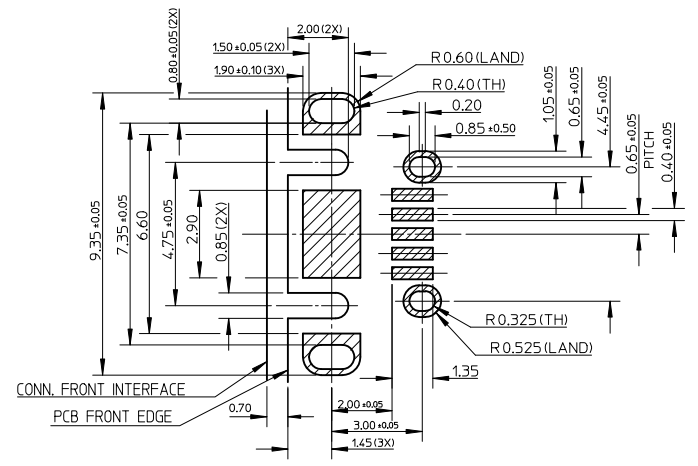 2.00 (2X)
1.50 ±0.05 (2X)
1.90 ±0.10 (3X)
0.80 ±0.05 (2X)
R 0.60 (LAND)
R 0.40 (TH)
0.20
0.85 ±0.50
1.05 ±0.05
0.65 ±0.05
4.45 ±0.05
0.65 ±0.05
PITCH
0.40 ±0.05
9.35 ±0.05
7.35 ±0.05
6.60
4.75 ±0.05
2.90
0.85 (2X)
R 0.325 (TH)
R 0.525 (LAND)
1.35
CONN. FRONT INTERFACE
PCB FRONT EDGE
0.70
2.00 ±0.05
3.00 ±0.05
1.45 (3X)